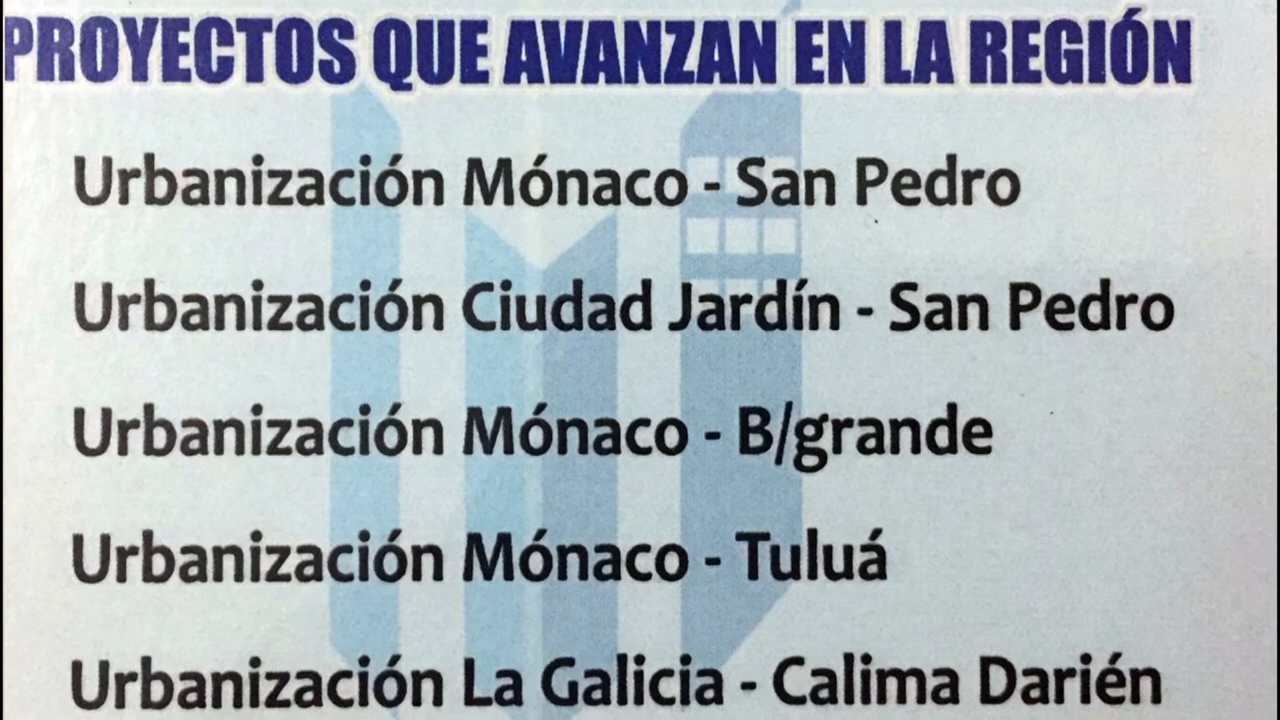 PROYECTOS QUE AVANZAN EN LA REGIÓN
Urbanización Mónaco - San Pedro
Urbanización Ciudad Jardín - San Pedro
Urbanización Mónaco - B/grande
Urbanización Mónaco - Tuluá
Urbanización La Galicia - Calima Darién